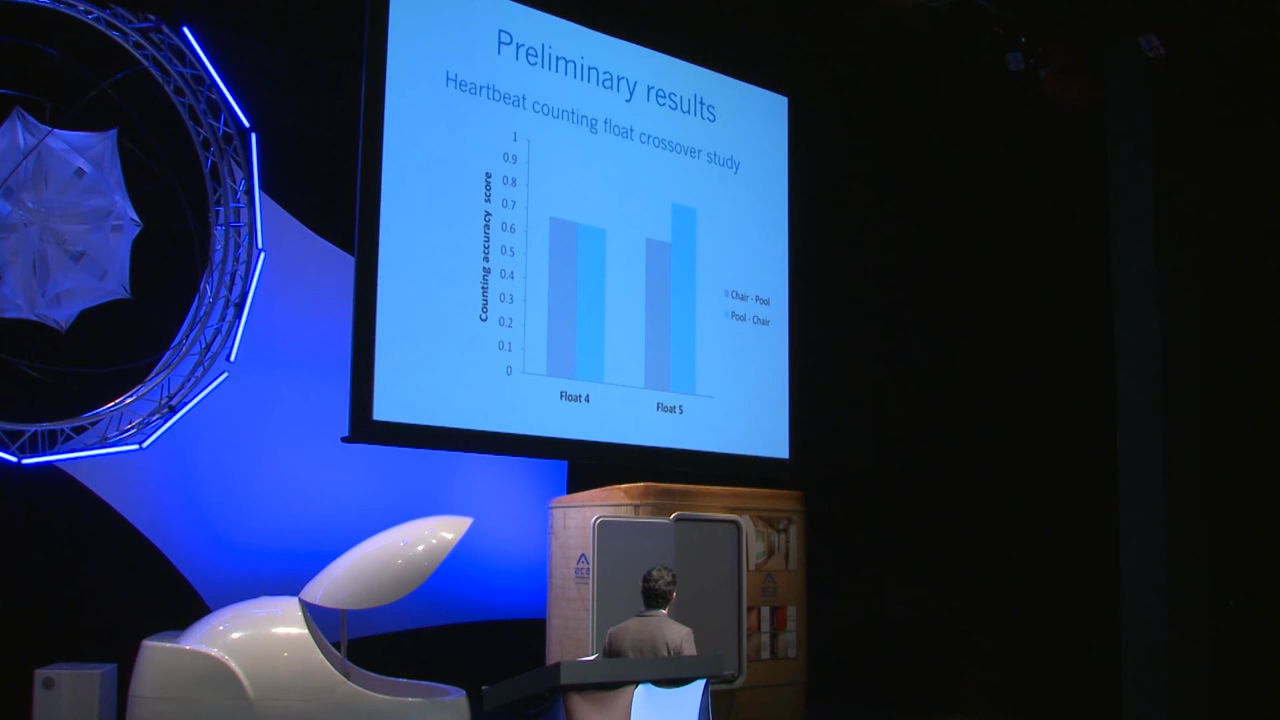 Preliminary results
Heartbeat counting float crossover study
Counting accuracy score
1
0.9
0.8
0.7
0.6
0.5
0.4
0.3
0.2
0.1
0
Float 4
Float 5
Chair - Pool
Pool - Chair